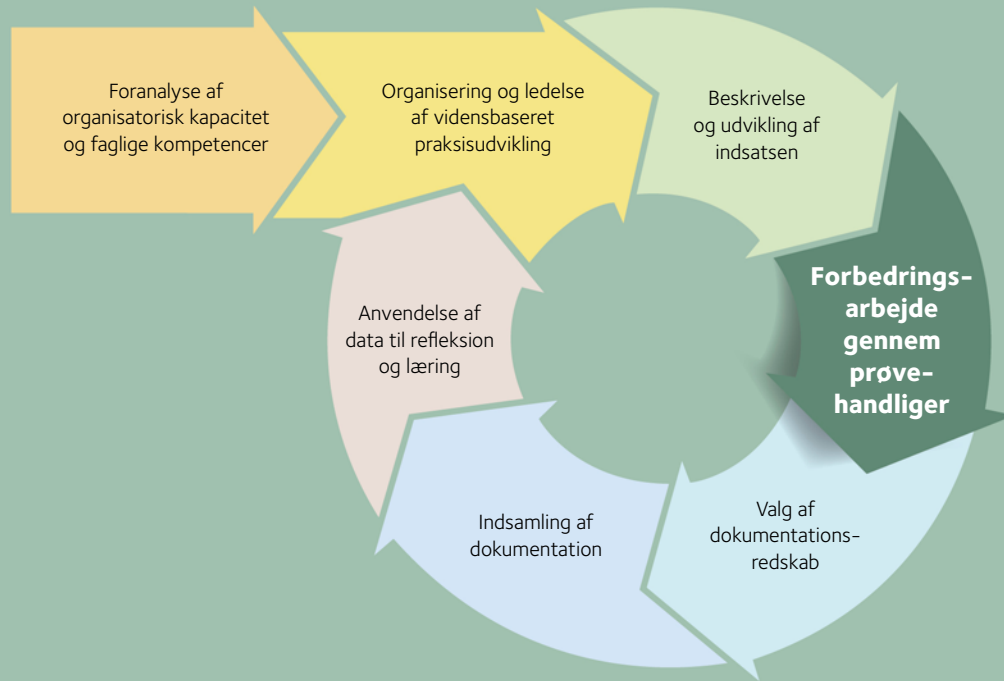 Foranalyse af
organisatorisk kapacitet
og faglige kompetencer
Organisering og ledelse
af vidensbaseret
praksisudvikling
Beskrivelse
og udvikling af
indsatsen
Forbedrings-
arbejde
gennem
prøve-
handliger
Valg af
dokumentations-
redskab
Indsamling af
dokumentation
Anvendelse af
data til refleksion
og læring